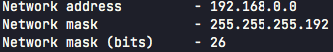 Network address - 192.168.0.0
Network mask - 255.255.255.192
Network mask (bits) - 26